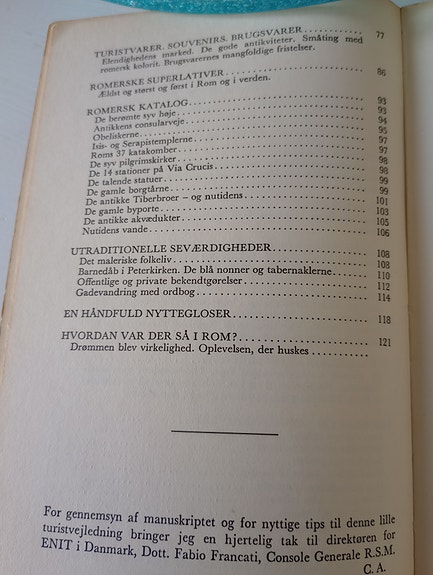 TURISTVARER. SOUVENIRS. BRUGSVARER............ 77
Elendighedens marked. De gode antikviteter. Småting med
romersk kolorit. Brugsvarernes mangfoldige fristelser.
ROMERSKE SUPERLATIVER............ 86
Ældst og størst og først i Rom og i verden.
ROMERSK KATALOG............ 93
De berømte syv høje............ 93
Antikkens consularveje............ 94
Obeliskerne............ 95
Isis- og Serapistemplerne............ 97
Roms 37 katakomber............ 97
De syv pilgrimskirker............ 98
De 14 stationer på Via Crucis............ 98
De talende statuer............ 99
De gamle borgtårne............ 99
De antikke Tiberbroer – og nutidens............ 101
De gamle byporte............ 103
De antikke akvædukter............ 105
Nutidens vande............ 106
UTRADITIONELLE SEVÆRDIGHEDER............ 108
Det maleriske folkeliv............ 108
Barnedåb i Peterkirken. De blå nonner og tabernaklerne............ 110
Offentlige og private bekendtgørelser............ 112
Gadevandring med ordbog............ 114
EN HÅNDFULD NYTTEGLOSER............ 118
HVORDAN VAR DER SÅ I ROM?............ 121
Drømmen blev virkelighed. Oplevelsen, der huskes............
For gennemsyn af manuskriptet og for nyttige tips til denne lille
turistvejledning bringer jeg en hjertelig tak til direktøren for
ENIT i Danmark, Dott. Fabio Francati, Console Generale R.S.M.
C. A.